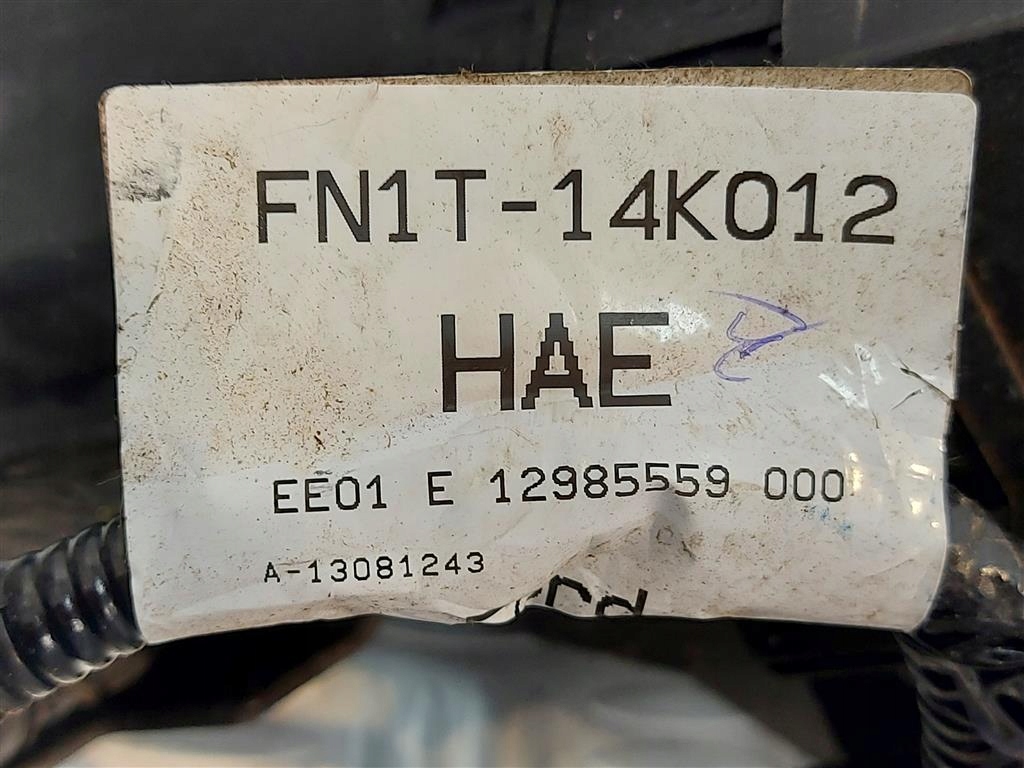 FN1T-14K012
HAE
EE01 E 12985559 000
A-13081243